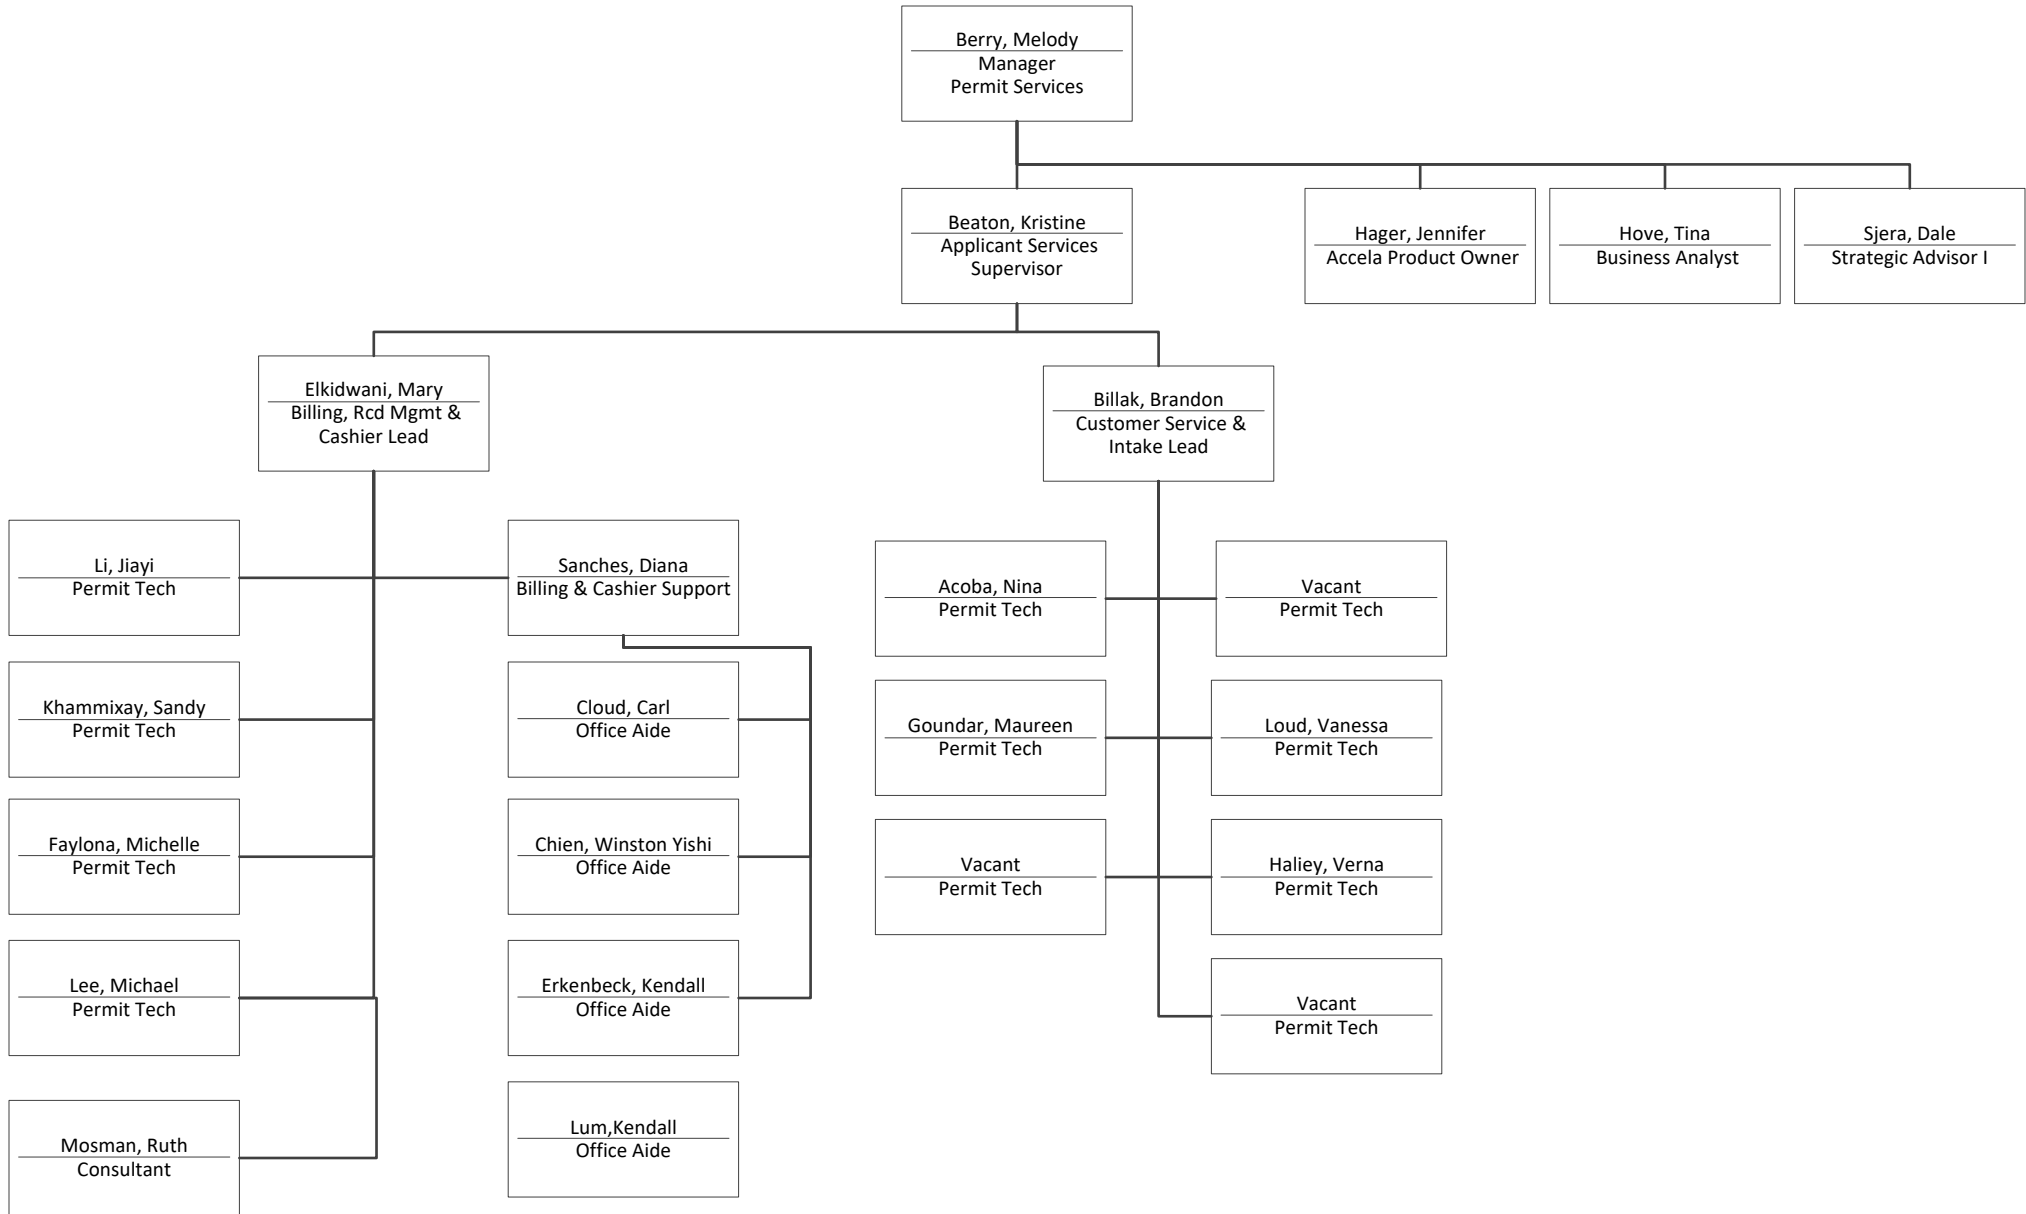 Berry, Melody
Manager
Permit Services
Beaton, Kristine
Applicant Services
Supervisor
Hager, Jennifer
Accela Product Owner
Hove, Tina
Business Analyst
Sjera, Dale
Strategic Advisor I
Elkidwani, Mary
Billing, Rcd Mgmt &
Cashier Lead
Billak, Brandon
Customer Service &
Intake Lead
Li, Jiayi
Permit Tech
Sanches, Diana
Billing & Cashier Support
Acoba, Nina
Permit Tech
Vacant
Permit Tech
Khammixay, Sandy
Permit Tech
Cloud, Carl
Office Aide
Goundar, Maureen
Permit Tech
Loud, Vanessa
Permit Tech
Faylona, Michelle
Permit Tech
Chien, Winston Yishi
Office Aide
Vacant
Permit Tech
Haliey, Verna
Permit Tech
Lee, Michael
Permit Tech
Erkenbeck, Kendall
Office Aide
Vacant
Permit Tech
Mosman, Ruth
Consultant
Lum,Kendall
Office Aide